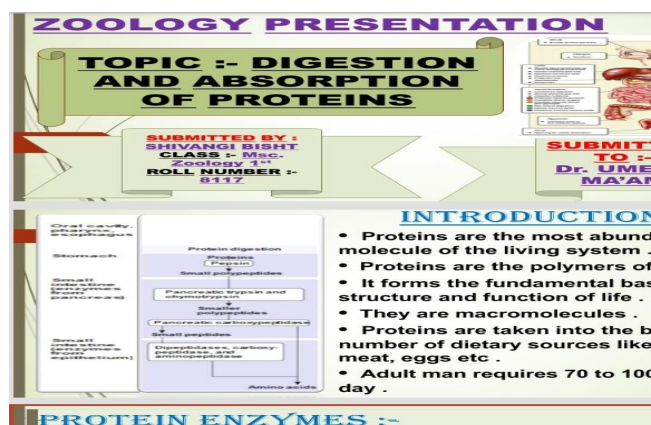 ZOOLOGY PRESENTATION
TOPIC :- DIGESTION
AND ABSORPTION
OF PROTEINS
SUBMITTED BY :
SHIVANGI BISHT
CLASS :- Msc.
Zoology 1st
ROLL NUMBER :-
8117
SUBMITT
TO :-
Dr. UME
MA'AM
Oral cavity,
pharynx,
esophagus
Stomach
Small
intestine
(enzymes
from
pancreas)
Small
intestine
(enzymes
from
epithelium)
Protein digestion
Proteins
Pepsin
Small polypeptides
Pancreatic trypsin and
chymotrypsin
Smaller
polypeptides
Pancreatic carboxypeptidase
Small peptides
Dipeptidases, carboxy-
peptidase, and
aminopeptidase
Amino acids
INTRODUCTION
• Proteins are the most abund
molecule of the living system .
• Proteins are the polymers of
• It forms the fundamental bas
structure and function of life .
• They are macromolecules .
• Proteins are taken into the b
number of dietary sources like
meat, eggs etc .
• Adult man requires 70 to 100
day .
PROTEIN ENZYMES :-